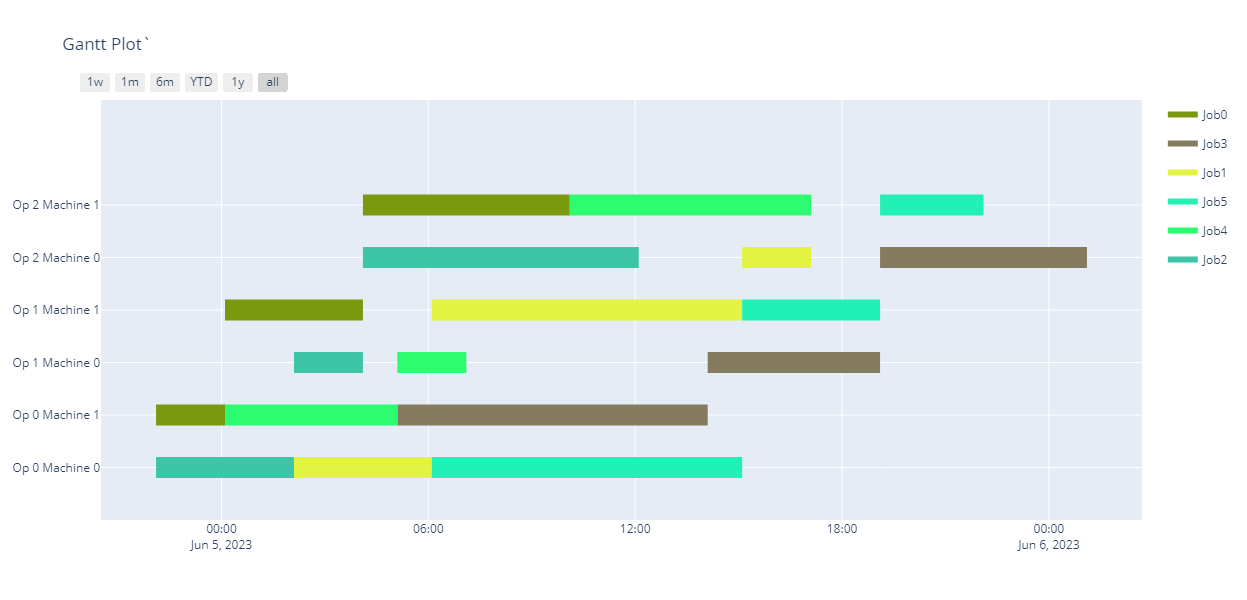 Gantt Plot`
1w 1m 6m YTD 1y all
Job0
Job3
Job1
Job5
Job4
Job2
Op 2 Machine 1
Op 2 Machine 0
Op 1 Machine 1
Op 1 Machine 0
Op 0 Machine 1
Op 0 Machine 0
00:00 06:00 12:00 18:00 00:00
Jun 5, 2023 Jun 6, 2023